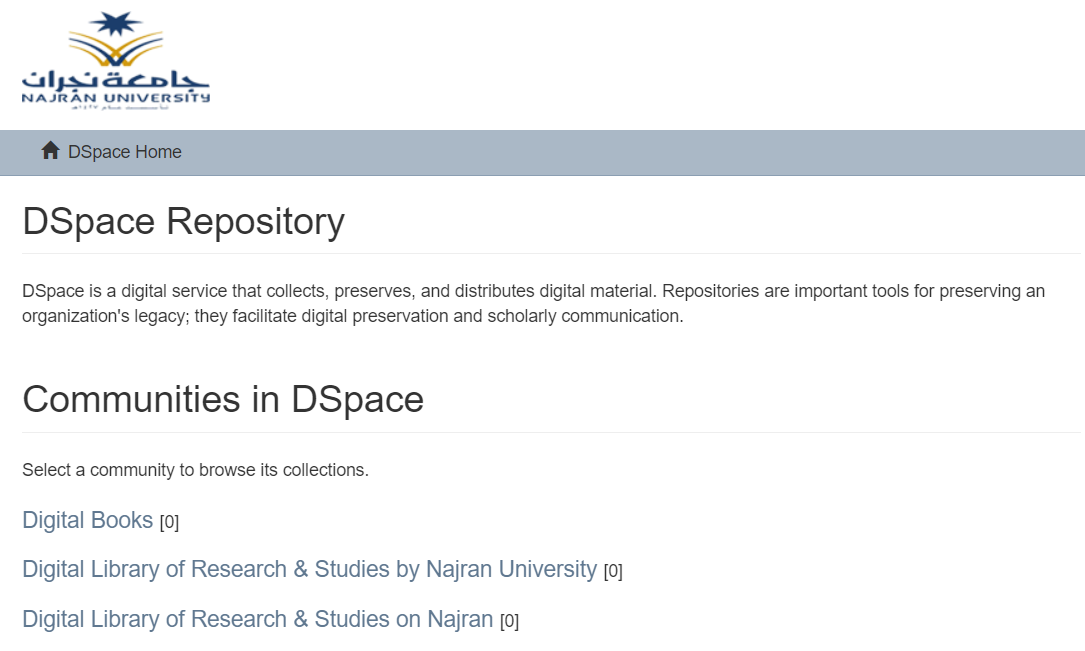 جامعة نجران
NAJRAN UNIVERSITY
DSpace Home
DSpace Repository
DSpace is a digital service that collects, preserves, and distributes digital material. Repositories are important tools for preserving an
organization's legacy; they facilitate digital preservation and scholarly communication.
Communities in DSpace
Select a community to browse its collections.
Digital Books [0]
Digital Library of Research & Studies by Najran University [0]
Digital Library of Research & Studies on Najran [0]